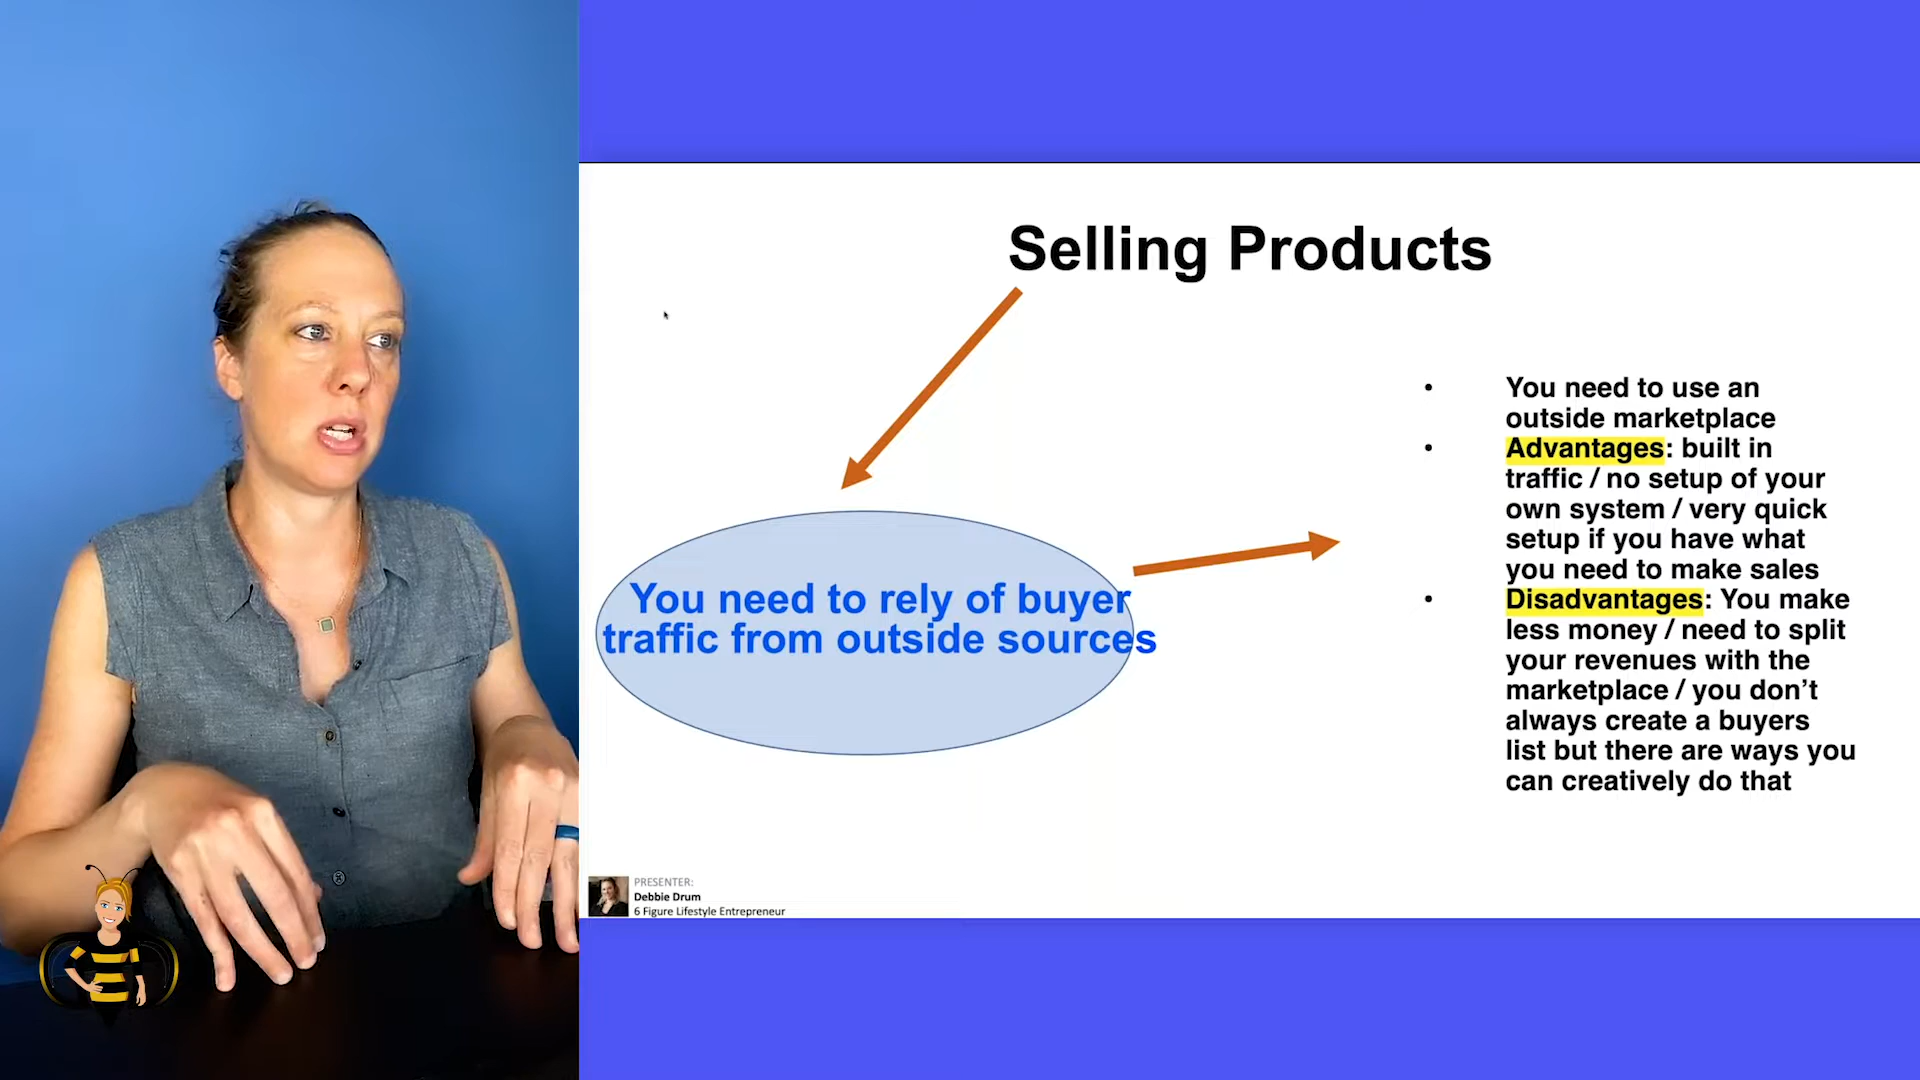 Selling Products
You need to rely of buyer
traffic from outside sources
• You need to use an
outside marketplace
• Advantages: built in
traffic / no setup of your
own system / very quick
setup if you have what
you need to make sales
• Disadvantages: You make
less money / need to split
your revenues with the
marketplace / you don’t
always create a buyers
list but there are ways you
can creatively do that
PRESENTER:
Debbie Drum
6 Figure Lifestyle Entrepreneur